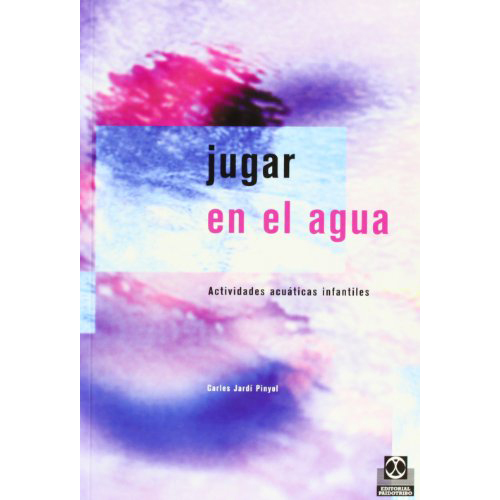 jugar
en el agua
Actividades acuáticas infantiles
Carles Jardí Pinyol
EDITORIAL
PAIDOTRIBO